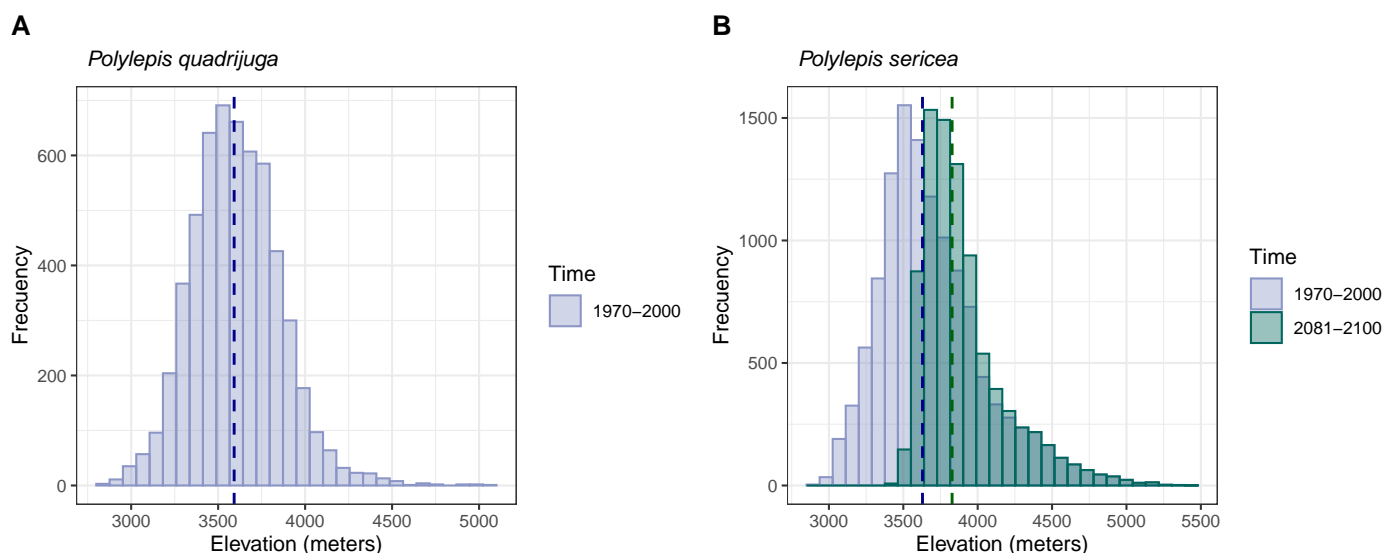 A
Polylepis quadrijuga
Frecuency
600
400
200
0
3000 3500 4000 4500 5000
Elevation (meters)
Time
1970−2000
B
Polylepis sericea
Frecuency
1500
1000
500
0
3000 3500 4000 4500 5000 5500
Elevation (meters)
Time
1970−2000
2081−2100